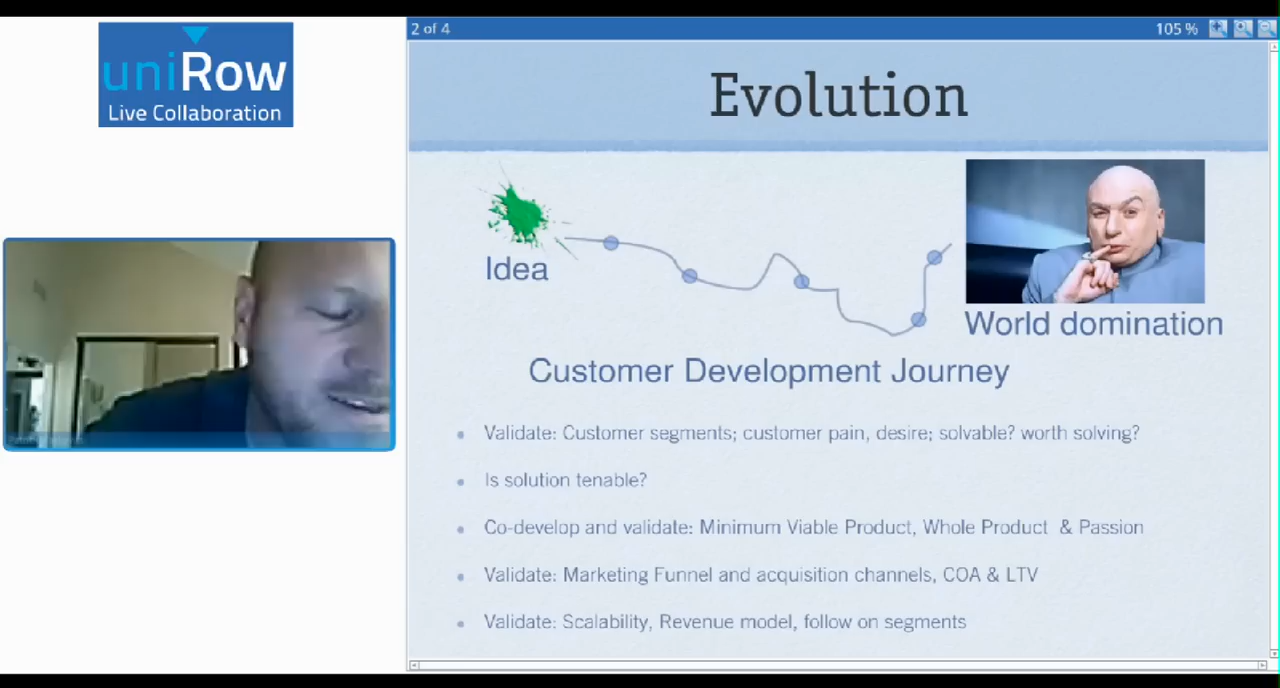 uniRow
Live Collaboration
2 of 4
105 %
Evolution
Idea
World domination
Customer Development Journey
Validate: Customer segments; customer pain, desire; solvable? worth solving?
Is solution tenable?
Co-develop and validate: Minimum Viable Product, Whole Product & Passion
Validate: Marketing Funnel and acquisition channels, COA & LTV
Validate: Scalability, Revenue model, follow on segments